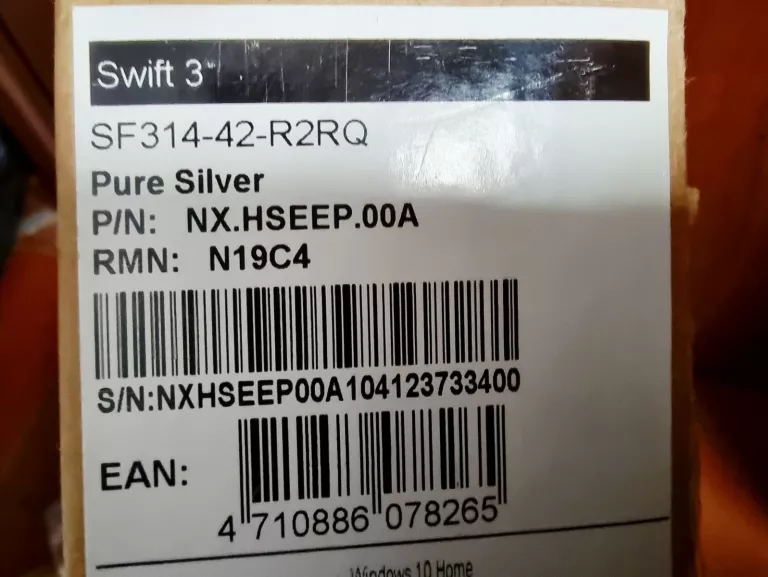 Swift 3
SF314-42-R2RQ
Pure Silver
P/N: NX.HSEEP.00A
RMN: N19C4
S/N:NXHSEEP00A104123733400
EAN:
4 710886 078265
Windows 10 Home